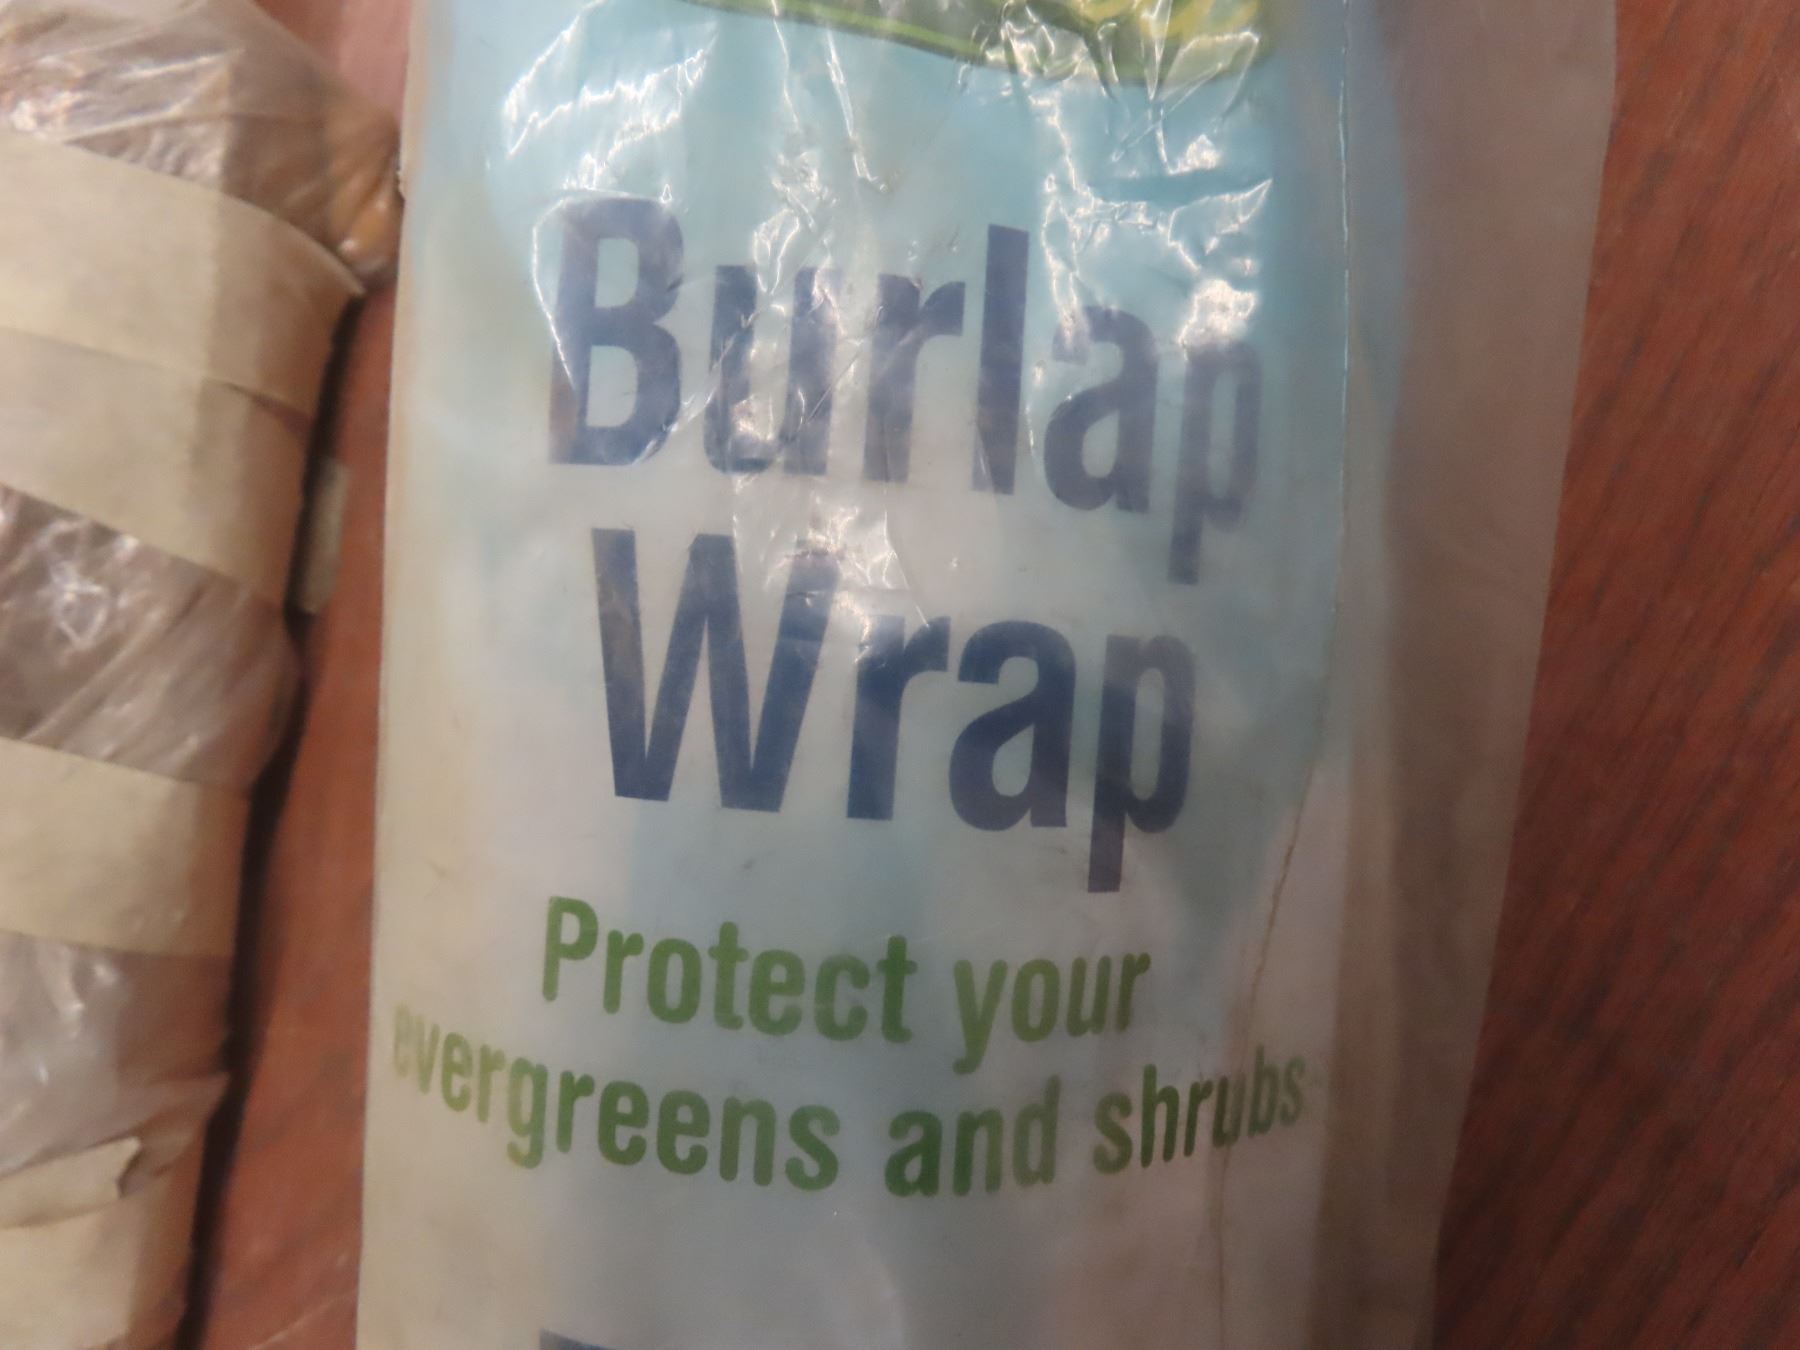 Burlap
Wrap
Protect your
evergreens and shrubs